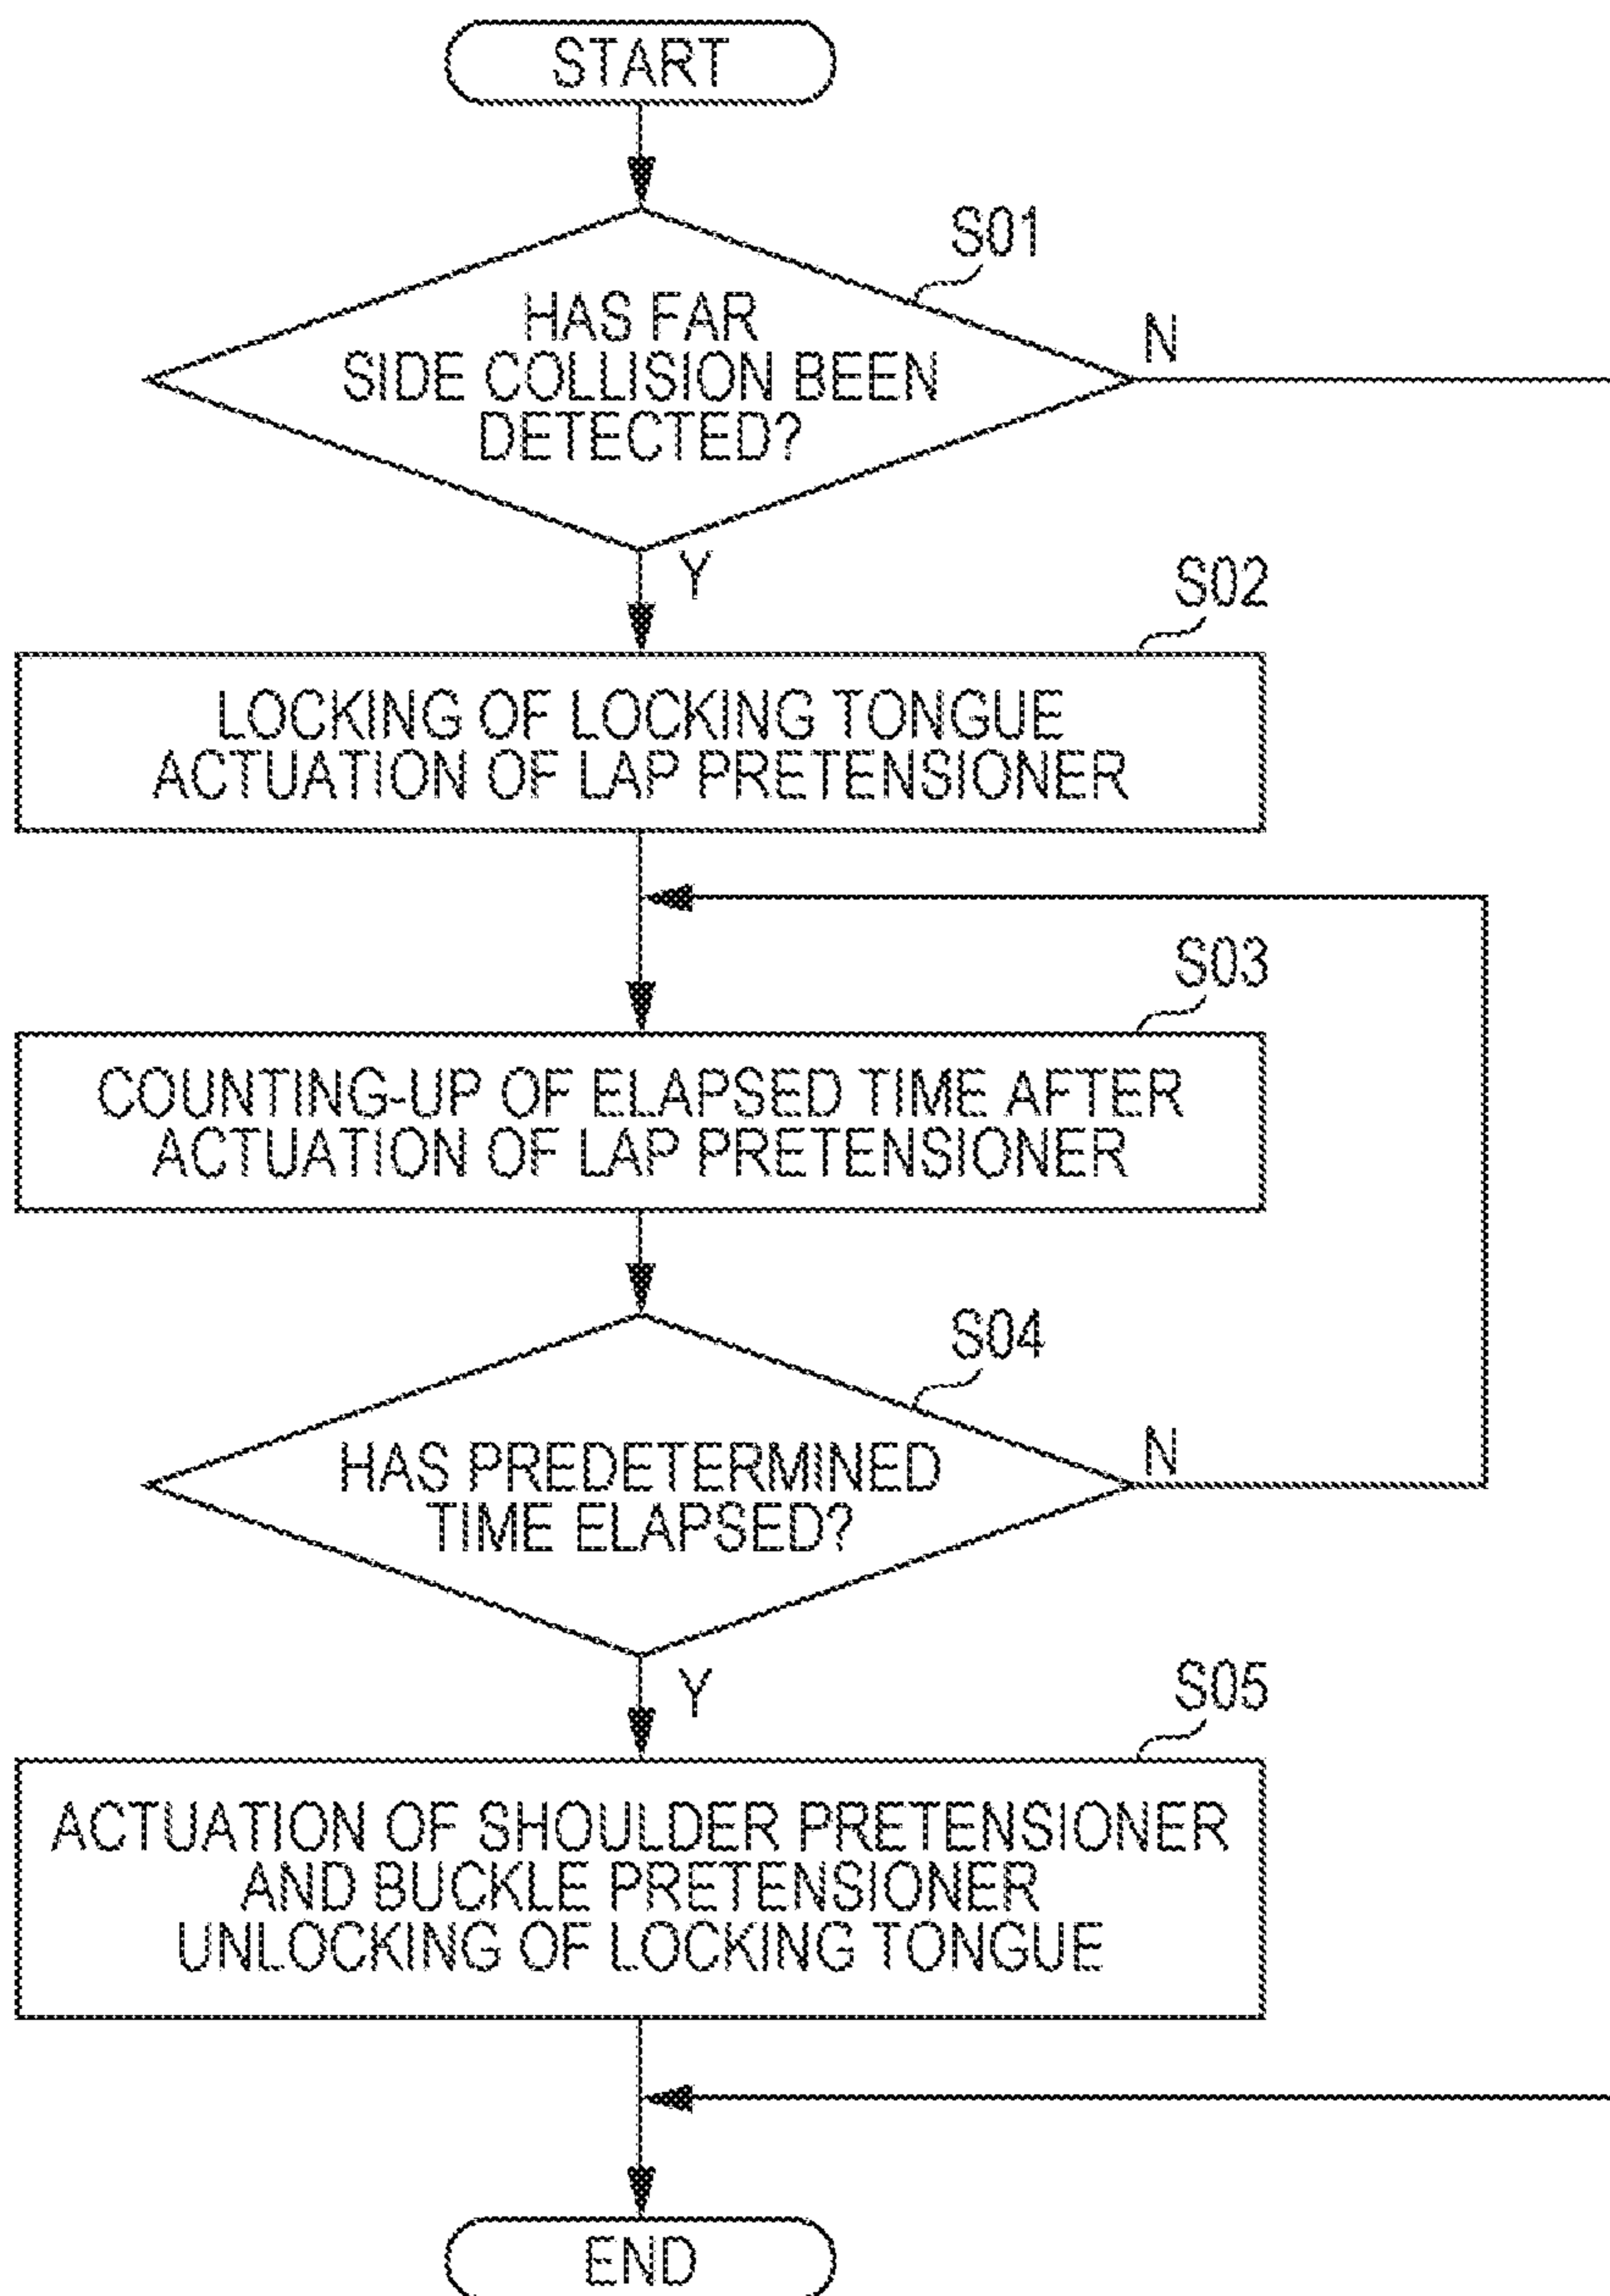 START
S01
HAS FAR
SIDE COLLISION BEEN
DETECTED?
N
Y
S02
LOCKING OF LOCKING TONGUE
ACTUATION OF LAP PRETENSIONER
S03
COUNTING-UP OF ELAPSED TIME AFTER
ACTUATION OF LAP PRETENSIONER
S04
HAS PREDETERMINED
TIME ELAPSED?
N
Y
S05
ACTUATION OF SHOULDER PRETENSIONER
AND BUCKLE PRETENSIONER
UNLOCKING OF LOCKING TONGUE
END